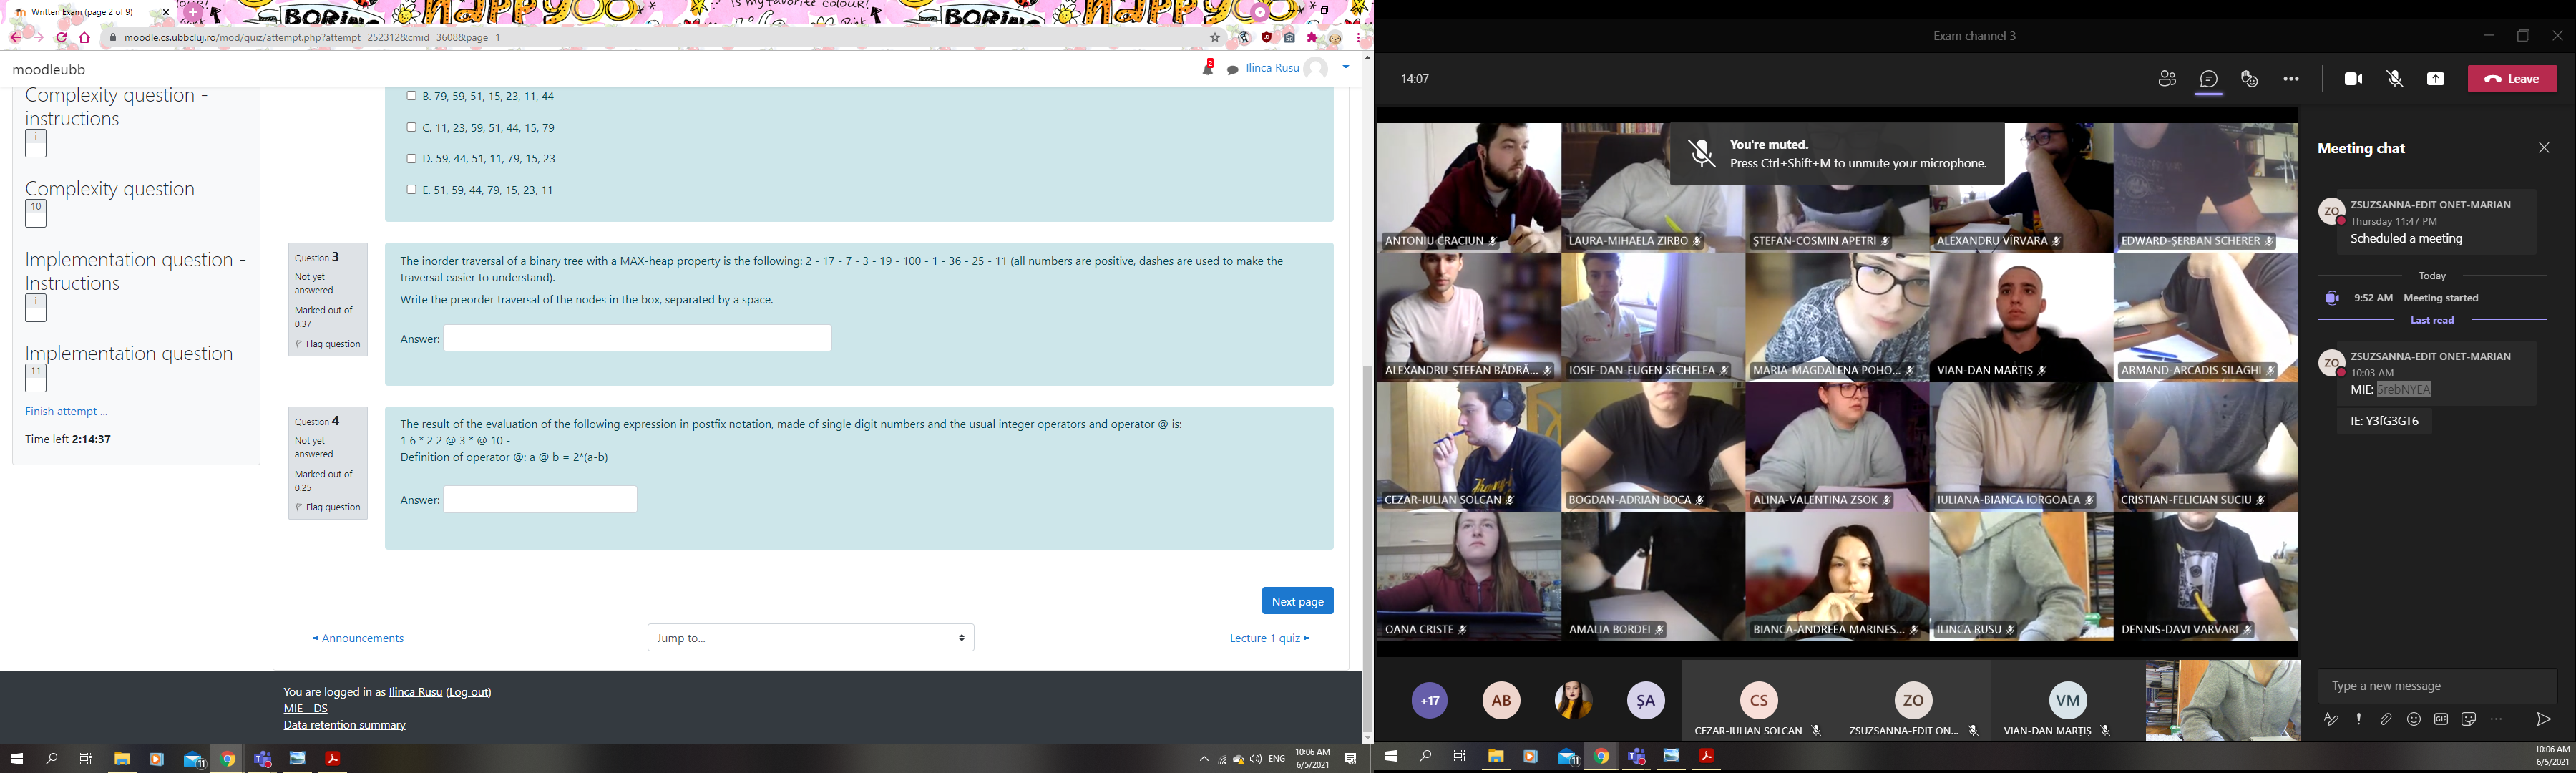 Written Exam (page 2 of 9)
moodle.cs.ubbcluj.ro/mod/quiz/attempt.php?attempt=252312&cmid=3608&page=1
moodleubb
2
Ilinca Rusu
Complexity question - instructions
i
Complexity question
10
Implementation question - Instructions
i
Implementation question
11
Finish attempt ...
Time left 2:14:37
B. 79, 59, 51, 15, 23, 11, 44
C. 11, 23, 59, 51, 44, 15, 79
D. 59, 44, 51, 11, 79, 15, 23
E. 51, 59, 44, 79, 15, 23, 11
Question 3
Not yet answered
Marked out of 0.37
Flag question
The inorder traversal of a binary tree with a MAX-heap property is the following: 2 - 17 - 7 - 3 - 19 - 100 - 1 - 36 - 25 - 11 (all numbers are positive, dashes are used to make the
traversal easier to understand).
Write the preorder traversal of the nodes in the box, separated by a space.
Answer:
Question 4
Not yet answered
Marked out of 0.25
Flag question
The result of the evaluation of the following expression in postfix notation, made of single digit numbers and the usual integer operators and operator @ is:
1 6 * 2 2 @ 3 * @ 10 -
Definition of operator @: a @ b = 2*(a-b)
Answer:
Next page
◄ Announcements
Jump to...
Lecture 1 quiz ►
You are logged in as Ilinca Rusu (Log out)
MIE - DS
Data retention summary
11
ENG
10:06 AM
6/5/2021
Exam channel 3
14:07
Leave
You're muted.
Press Ctrl+Shift+M to unmute your microphone.
ANTONIU CRACIUN
LAURA-MIHAELA ZIRBO
ȘTEFAN-COSMIN APETRI
ALEXANDRU VÎRVARA
EDWARD-ȘERBAN SCHERER
ALEXANDRU-ȘTEFAN BĂDRĂ...
IOSIF-DAN-EUGEN SECHELEA
MARIA-MAGDALENA POHO...
VIAN-DAN MARȚIȘ
ARMAND-ARCADIS SILAGHI
CEZAR-IULIAN SOLCAN
BOGDAN-ADRIAN BOCA
ALINA-VALENTINA ZSOK
IULIANA-BIANCA IORGOAEA
CRISTIAN-FELICIAN SUCIU
OANA CRISTE
AMALIA BORDEI
BIANCA-ANDREEA MARINES...
ILINCA RUSU
DENNIS-DAVI VARVARI
+17
AB
ȘA
CS
CEZAR-IULIAN SOLCAN
ZO
ZSUZSANNA-EDIT ON...
VM
VIAN-DAN MARȚIȘ
Meeting chat
ZO
ZSUZSANNA-EDIT ONET-MARIAN
Thursday 11:47 PM
Scheduled a meeting
Today
9:52 AM Meeting started
Last read
ZO
ZSUZSANNA-EDIT ONET-MARIAN
10:03 AM
MIE: 5rebNYEA
IE: Y3fG3GT6
Type a new message
GIF
11
10:06 AM
6/5/2021